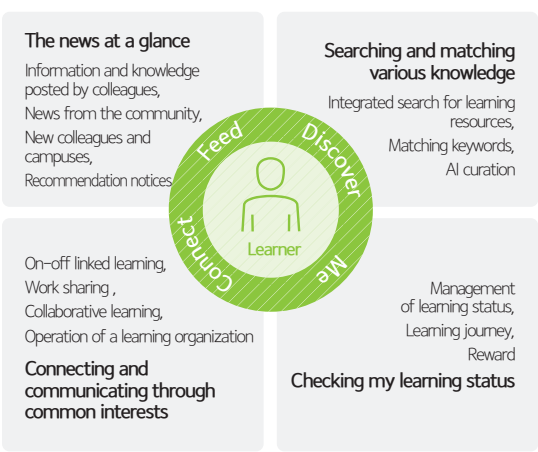 The news at a glance
Information and knowledge
posted by colleagues,
News from the community,
New colleagues and
campuses,
Recommendation notices
Searching and matching
various knowledge
Integrated search for learning
resources,
Matching keywords,
AI curation
Feed
Discover
Learner
Connect
Me
On-off linked learning,
Work sharing ,
Collaborative learning,
Operation of a learning organization
Connecting and
communicating through
common interests
Management
of learning status,
Learning journey,
Reward
Checking my learning status